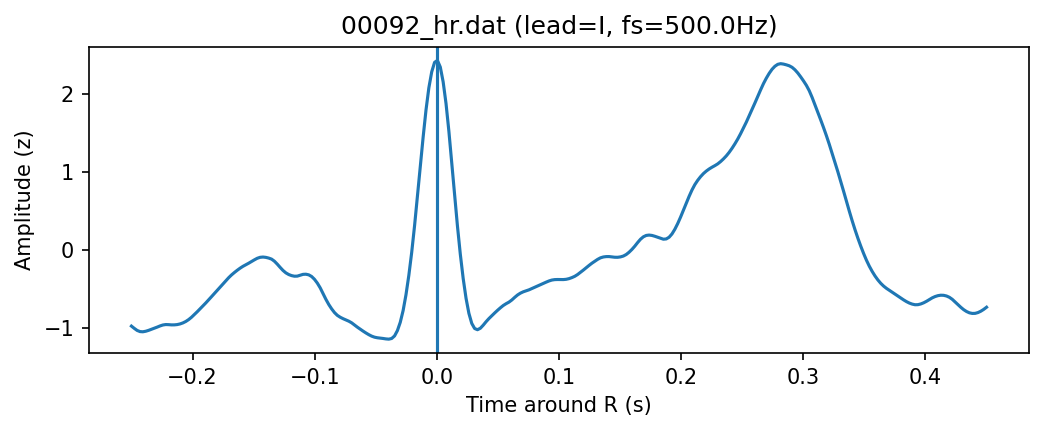 00092_hr.dat (lead=I, fs=500.0Hz)
Amplitude (z)
2
1
0
−1
−0.2 −0.1 0.0 0.1 0.2 0.3 0.4
Time around R (s)